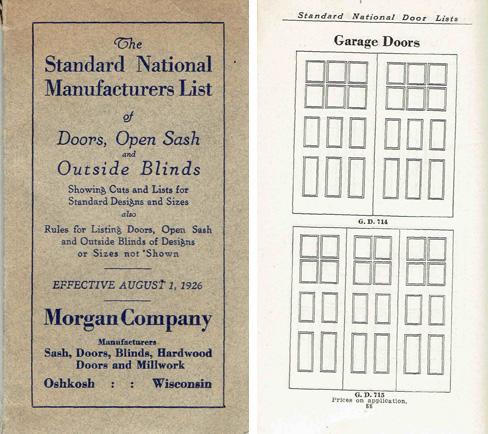 The
Standard National
Manufacturers List
of
Doors, Open Sash
and
Outside Blinds
Showing Cuts and Lists for
Standard Designs and Sizes
also
Rules for Listing Doors, Open Sash
and Outside Blinds of Designs
or Sizes not Shown
EFFECTIVE AUGUST 1, 1926
Morgan Company
Manufacturers
Sash, Doors, Blinds, Hardwood
Doors and Millwork
Oshkosh : : Wisconsin
Standard National Door Lists
Garage Doors
G. D. 714
G. D. 715
Prices on application.